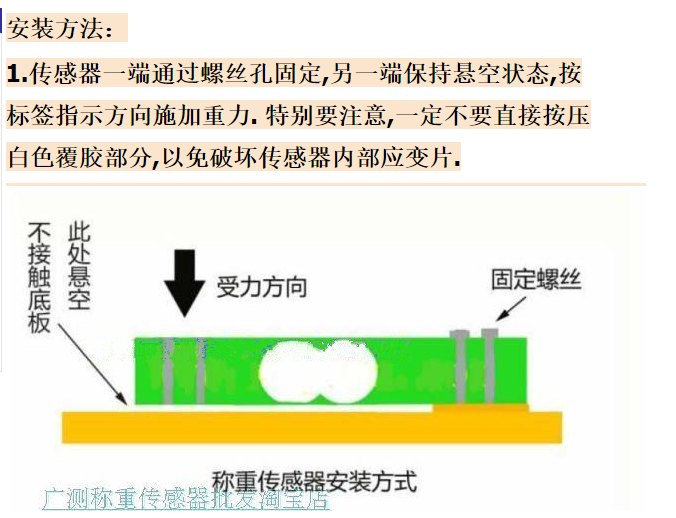 安装方法：
1.传感器一端通过螺丝孔固定,另一端保持悬空状态,按
标签指示方向施加重力. 特别要注意,一定不要直接按压
白色覆胶部分,以免破坏传感器内部应变片.
此处悬空
不接触底板
受力方向
固定螺丝
称重传感器安装方式
广测称重传感器批发淘宝店